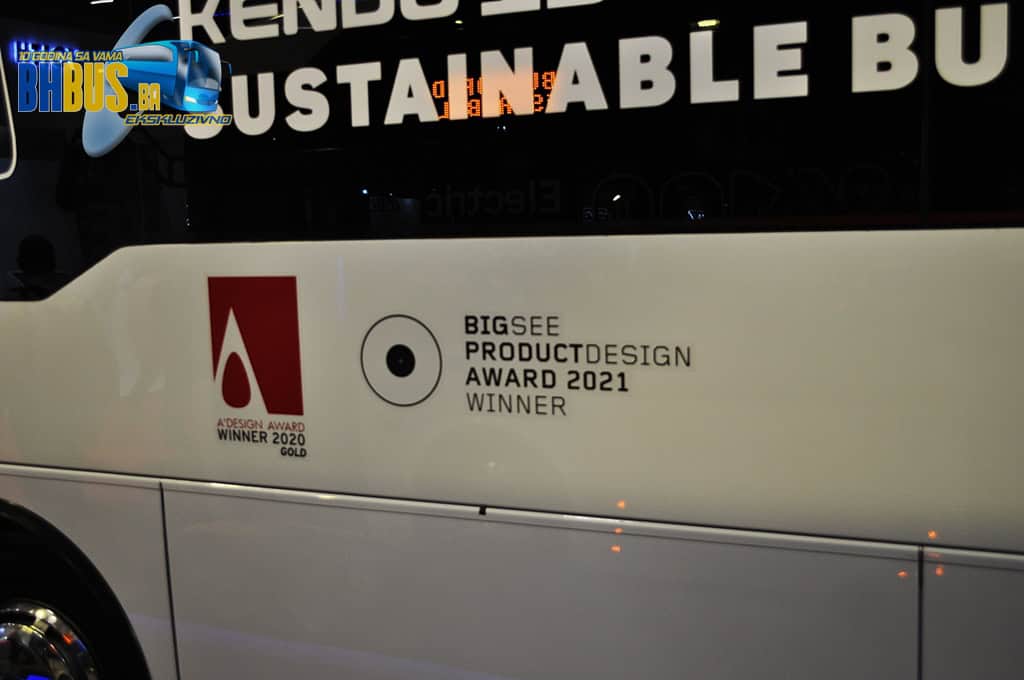 10 GODINA SA VAMA
BHBUS.BA
EKSKLUZIVNO
SUSTAINABLE BU
Electric
A'DESIGN AWARD
WINNER 2020
GOLD
BIGSEE
PRODUCTDESIGN
AWARD 2021
WINNER